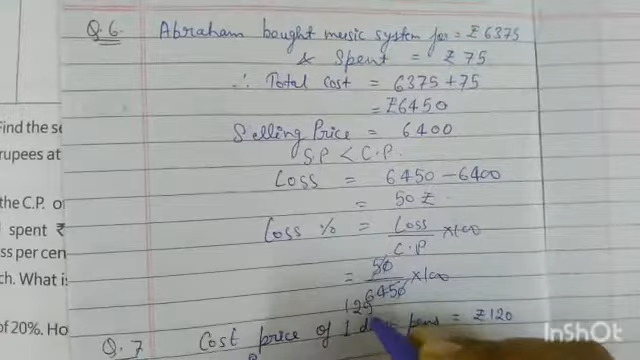 Q.6. Abraham bought music system for = ₹6375
& Spent = ₹75
∴ Total cost = 6375+75
= ₹6450
Selling Price = 6400
S.P < C.P.
Loss = 6450-6400
= 50 ₹
Loss % = Loss/C.P ×100
= 50/6450 ×100
129
Q.7 Cost price of 1 pens = ₹120
Find the
rupees at
the C.P. o
spent ₹
ss per cen
ch. What i
of 20%. Ho
InShot